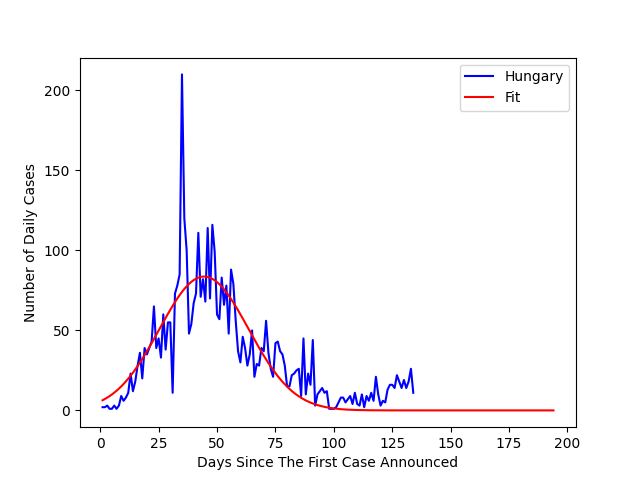 Hungary
Fit
200
150
100
50
0
Number of Daily Cases
0 25 50 75 100 125 150 175 200
Days Since The First Case Announced